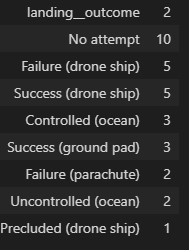 landing__outcome 2
No attempt 10
Failure (drone ship) 5
Success (drone ship) 5
Controlled (ocean) 3
Success (ground pad) 3
Failure (parachute) 2
Uncontrolled (ocean) 2
Precluded (drone ship) 1